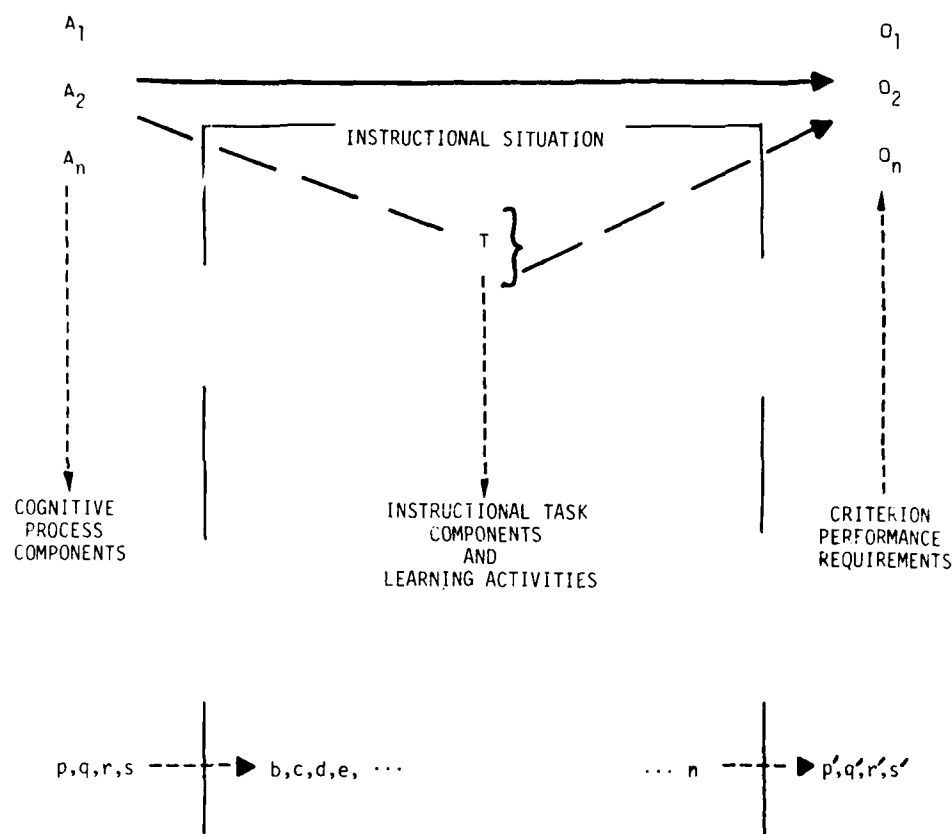 A1 O1
A2 O2
INSTRUCTIONAL SITUATION
An On
T
COGNITIVE
PROCESS
COMPONENTS
INSTRUCTIONAL TASK
COMPONENTS
AND
LEARNING ACTIVITIES
CRITERION
PERFORMANCE
REQUIREMENTS
p,q,r,s b,c,d,e, ... ... n p′,q′,r′,s′